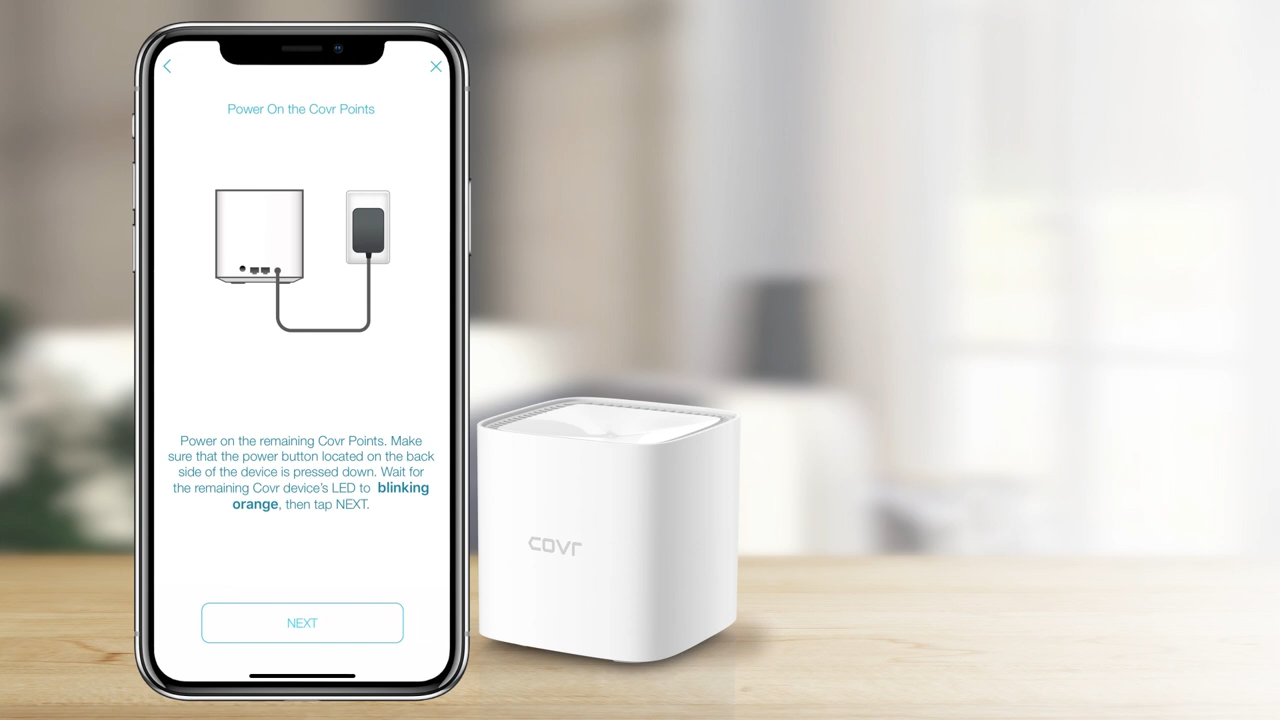 Power On the Covr Points
Power on the remaining Covr Points. Make
sure that the power button located on the back
side of the device is pressed down. Wait for
the remaining Covr device's LED to blinking
orange, then tap NEXT.
NEXT
COVr